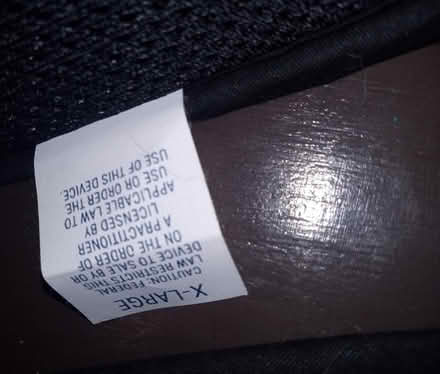 X-LARGE
CAUTION: FEDERAL
LAW RESTRICTS THIS
DEVICE TO SALE BY OR
ON THE ORDER OF
A PRACTITIONER
LICENSED BY
APPLICABLE LAW TO
USE OR ORDER THE
USE OF THIS DEVICE.